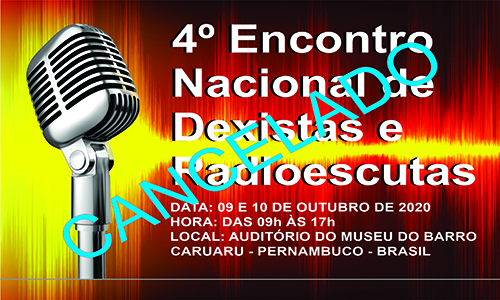 4º Encontro
Nacional de
Dexistas e
Radioescutas
CANCELADO
DATA: 09 E 10 DE OUTUBRO DE 2020
HORA: DAS 09h ÀS 17h
LOCAL: AUDITÓRIO DO MUSEU DO BARRO
CARUARU - PERNAMBUCO - BRASIL